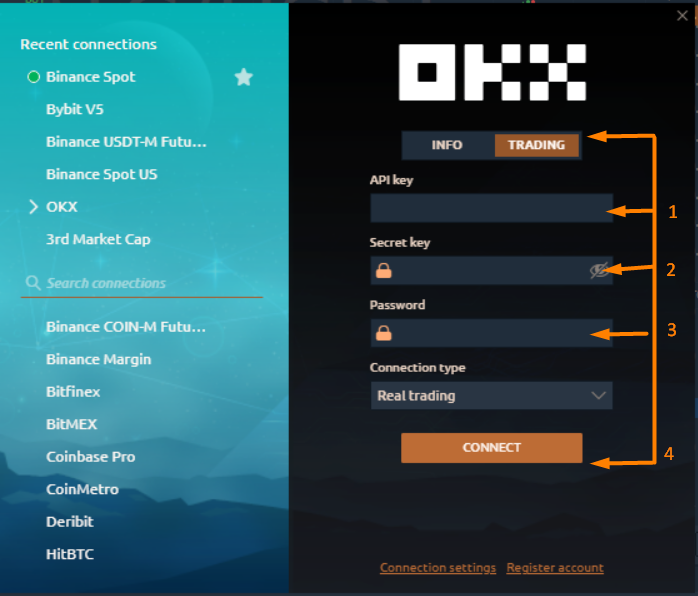 Recent connections
Binance Spot
Bybit V5
Binance USDT-M Futu...
Binance Spot US
OKX
3rd Market Cap
Search connections
Binance COIN-M Futu...
Binance Margin
Bitfinex
BitMEX
Coinbase Pro
CoinMetro
Deribit
HitBTC
OKX
INFO TRADING
API key
1
Secret key
2
Password
3
Connection type
Real trading
CONNECT
4
Connection settings Register account